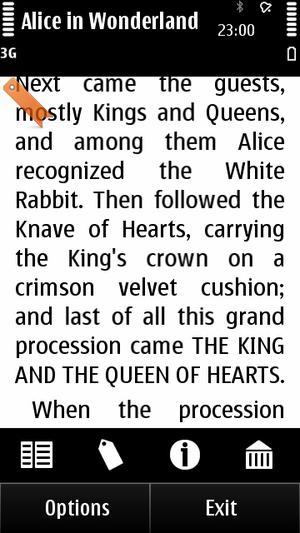 Alice in Wonderland
23:00
3G
Next came the guests,
mostly Kings and Queens,
and among them Alice
recognized the White
Rabbit. Then followed the
Knave of Hearts, carrying
the King's crown on a
crimson velvet cushion;
and last of all this grand
procession came THE KING
AND THE QUEEN OF HEARTS.
When the procession
Options Exit